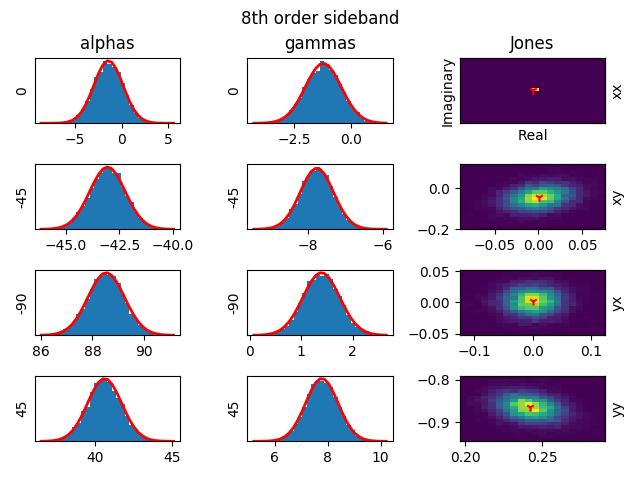 8th order sideband
alphas gammas Jones
0 0 Imaginary xx
−5 0 5 −2.5 0.0 Real
-45 -45 0.0 −0.2 xy
−45.0 −42.5 −40.0 −8 −6 −0.05 0.00 0.05
-90 -90 0.05 0.00 −0.05 yx
86 88 90 0 1 2 −0.1 0.0 0.1
45 45 −0.8 −0.9 yy
40 45 6 8 10 0.20 0.25